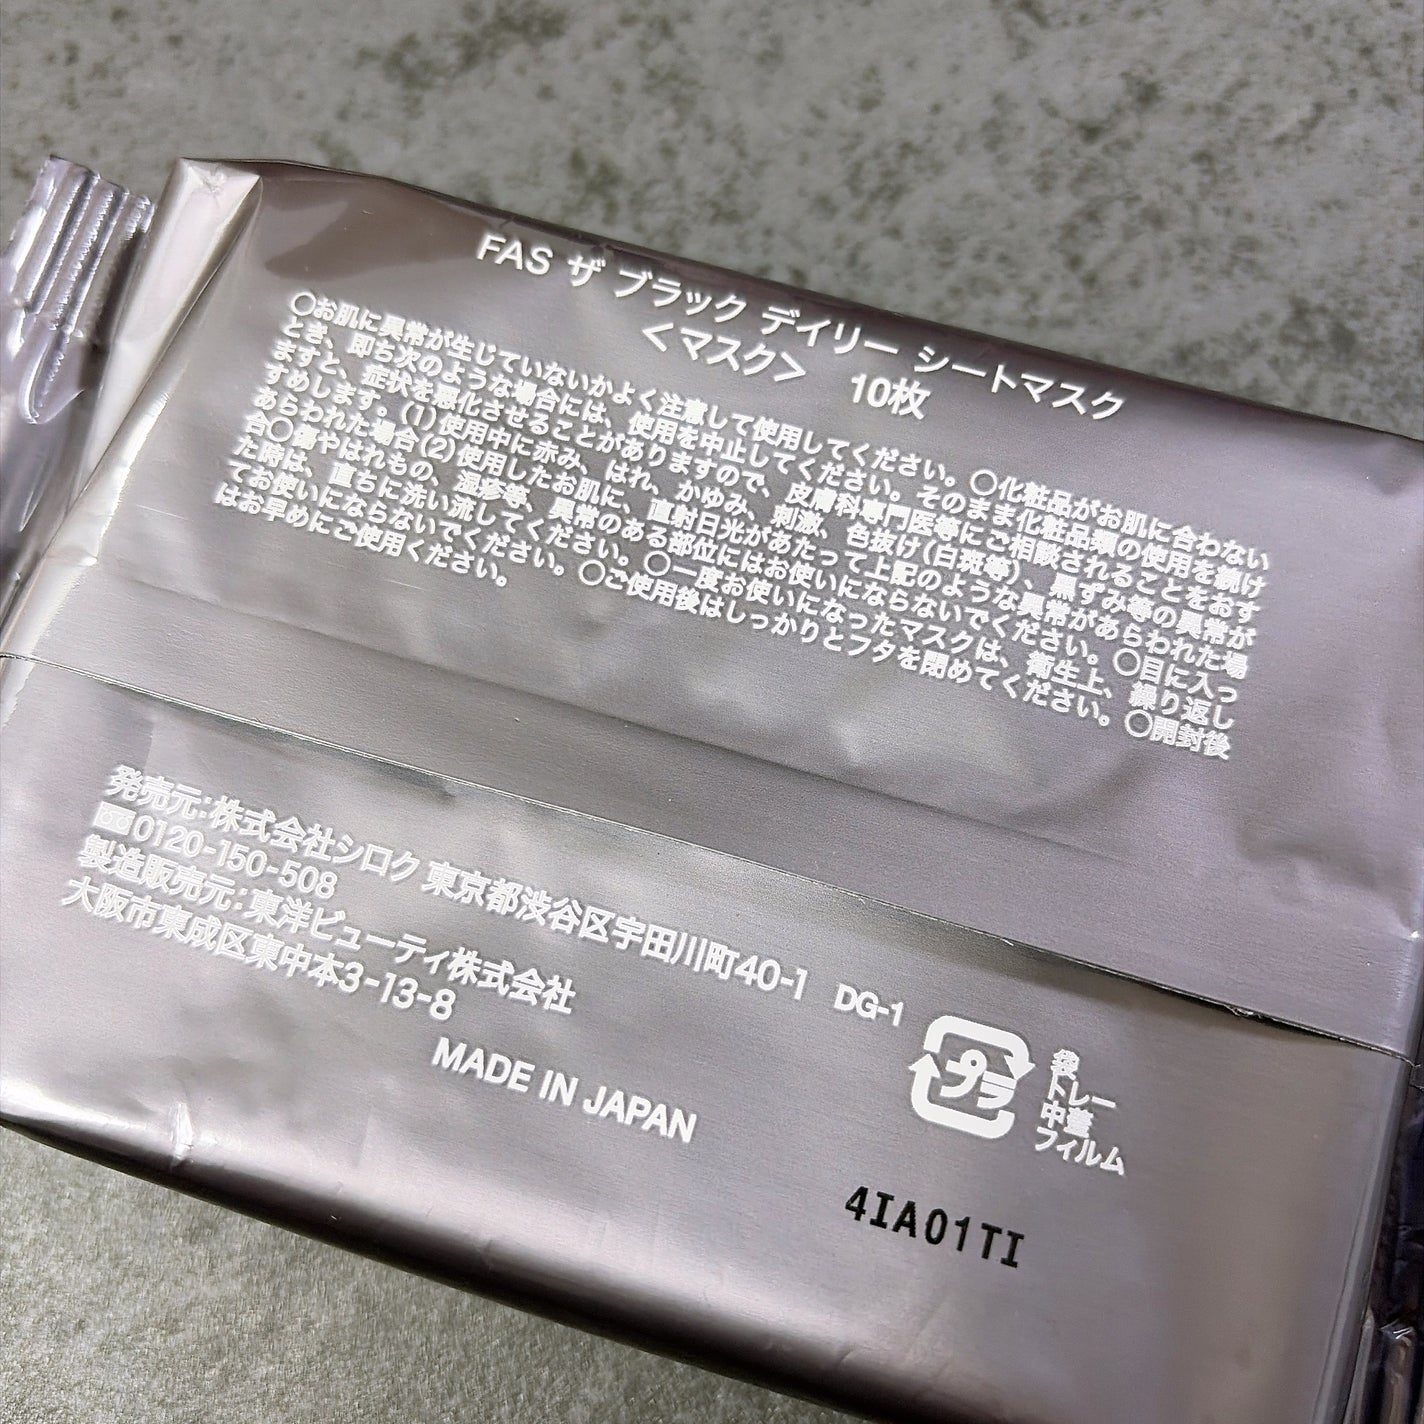 FAS ザ ブラック デイリー シートマスク
<マスク> 10枚
○お肌に異常が生じていないかよく注意して使用してください。○化粧品がお肌に合わない
とき、即ち次のような場合には、使用を中止してください。そのまま化粧品類の使用を続け
ますと、症状を悪化させることがありますので、皮膚科専門医等にご相談されることをおす
すめします。(1)使用中に赤み、はれ、かゆみ、刺激、色抜け(白斑等)、黒ずみ等の異常が
あらわれた場合(2)使用したお肌に、直射日光があたって上記のような異常があらわれた場
合○傷やはれもの、湿疹等、異常のある部位にはお使いにならないでください。○目に入っ
た時は、直ちに洗い流してください。○一度お使いになったマスクは、衛生上、繰り返し
てお使いにならないでください。○ご使用後はしっかりとフタを閉めてください。○開封後
はお早めにご使用ください。
発売元:株式会社シロク 東京都渋谷区宇田川町40-1 DG-1
0120-150-508
製造販売元:東洋ビューティ株式会社
大阪市東成区東中本3-13-8
MADE IN JAPAN
プラ
袋
トレー
中蓋
フィルム
4IA01TI